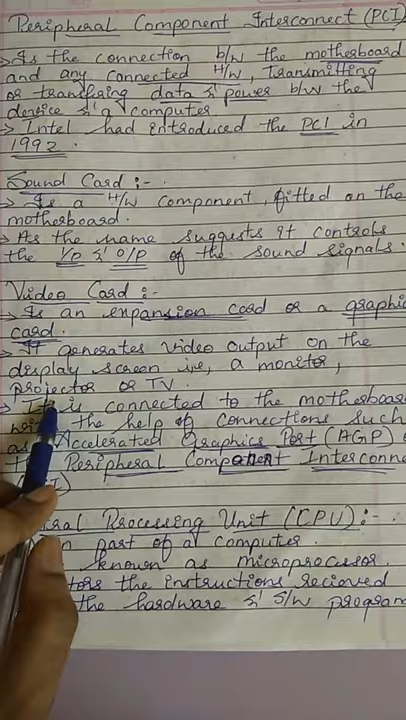 Peripheral Component Interconnect (PCI)
→ Is the connection b/w the motherboard
and any connected H/W, transmitting
or transfering data & power b/w the
device & a computer.
→ Intel had introduced the PCI in
1992.
Sound Card :-
→ Is a H/W component, fitted on the
motherboard.
→ As the name suggests it controls
the I/P & O/P of the sound signals.
Video Card :-
→ Is an expansion card or a graphic
card.
→ It generates video output on the
display screen i.e, a monitor,
projector or TV.
→ It is connected to the motherboard
the help of connections such
as Accelerated Graphics Port (AGP)
Peripheral Component Interconne
Processing Unit (CPU) :-
part of a computer.
known as microprocessor.
the instructions recieved
the hardware & S/W program